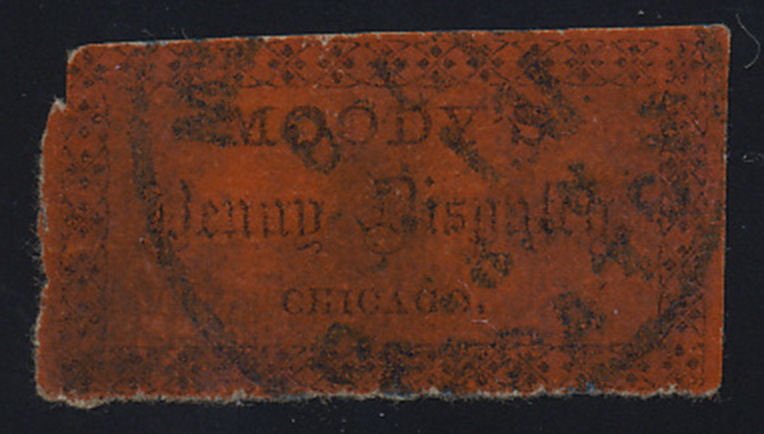 MOODY'S
Penny Dispatch
CHICAGO.